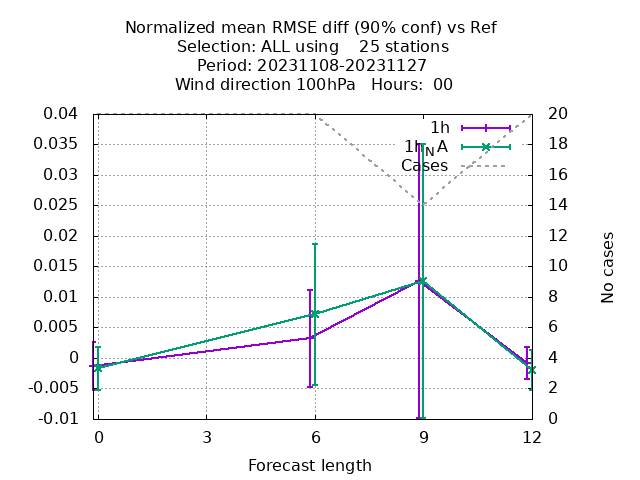 Normalized mean RMSE diff (90% conf) vs Ref
Selection: ALL using    25 stations
Period: 20231108-20231127
Wind direction 100hPa   Hours:  00
1h
1h_N A
Cases
0.04
0.035
0.03
0.025
0.02
0.015
0.01
0.005
0
-0.005
-0.01
20
18
16
14
12
10
8
6
4
2
0
No cases
0 3 6 9 12
Forecast length